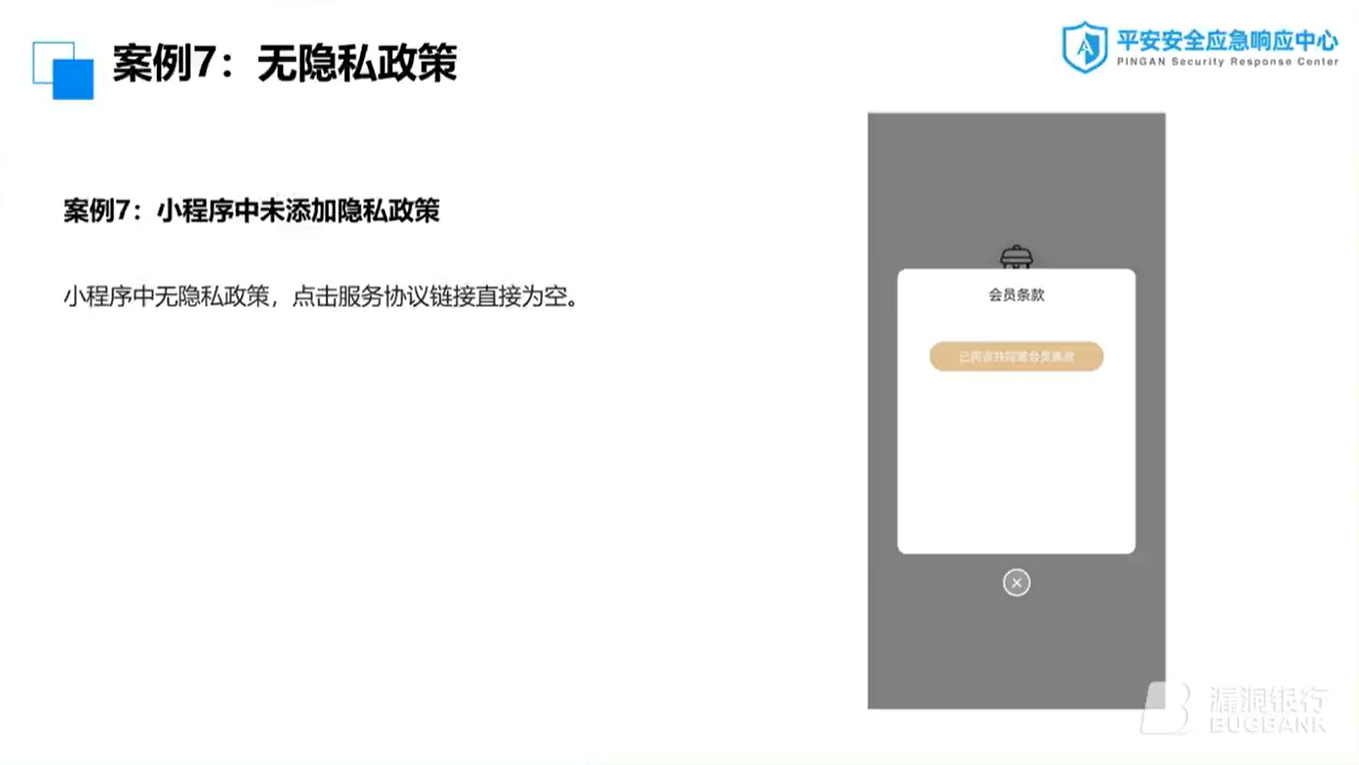 案例7：无隐私政策
平安安全应急响应中心
PINGAN Security Response Center
案例7：小程序中未添加隐私政策
小程序中无隐私政策，点击服务协议链接直接为空。
会员条款
已阅读并同意会员条款
漏洞银行
BUGBANK